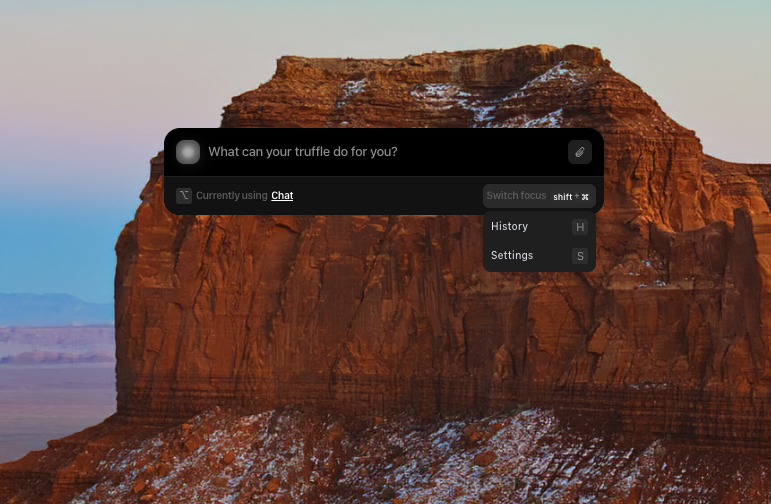 What can your truffle do for you?
⌥ Currently using Chat
Switch focus shift + ⌘
History H
Settings S